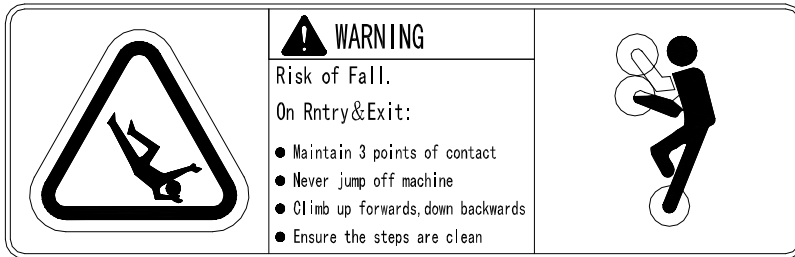 WARNING
Risk of Fall.
On Rntry&Exit:
● Maintain 3 points of contact
● Never jump off machine
● Climb up forwards,down backwards
● Ensure the steps are clean